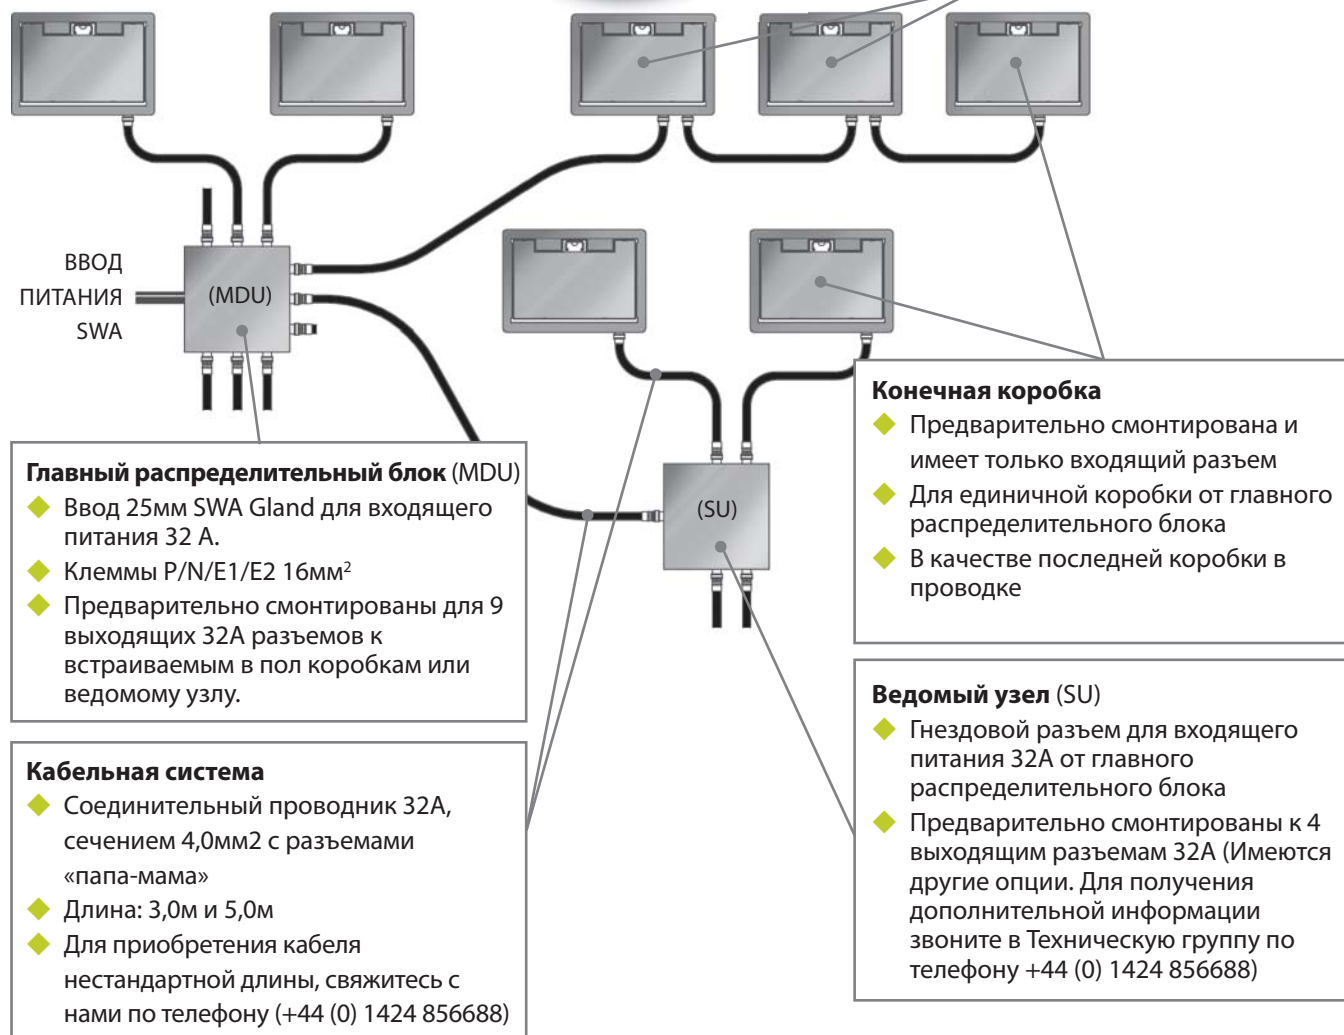 ВВОД
ПИТАНИЯ
SWA
(MDU)
(SU)
Главный распределительный блок (MDU)
Ввод 25мм SWA Gland для входящего
питания 32 А.
Клеммы P/N/E1/E2 16мм²
Предварительно смонтированы для 9
выходящих 32А разъемов к
встраиваемым в пол коробкам или
ведомому узлу.
Кабельная система
Соединительный проводник 32А,
сечением 4,0мм2 с разъемами
«папа-мама»
Длина: 3,0м и 5,0м
Для приобретения кабеля
нестандартной длины, свяжитесь с
нами по телефону (+44 (0) 1424 856688)
Конечная коробка
Предварительно смонтирована и
имеет только входящий разъем
Для единичной коробки от главного
распределительного блока
В качестве последней коробки в
проводке
Ведомый узел (SU)
Гнездовой разъем для входящего
питания 32А от главного
распределительного блока
Предварительно смонтированы к 4
выходящим разъемам 32А (Имеются
другие опции. Для получения
дополнительной информации
звоните в Техническую группу по
телефону +44 (0) 1424 856688)